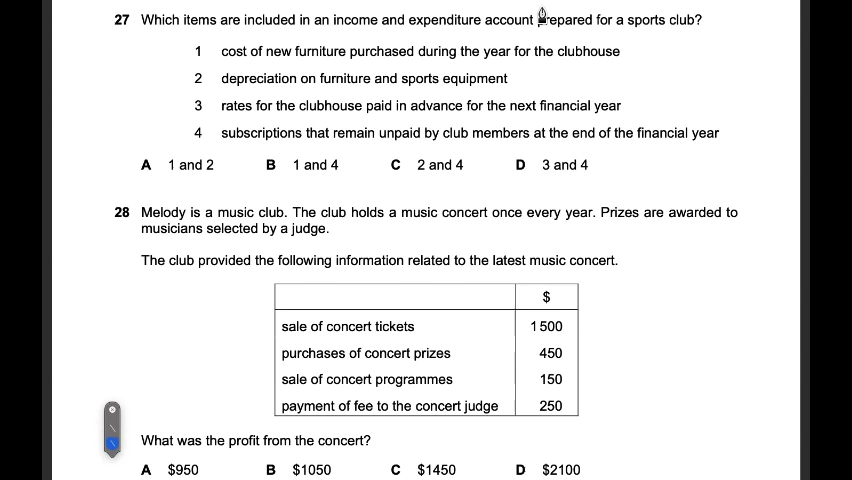 27 Which items are included in an income and expenditure account repared for a sports club?
1 cost of new furniture purchased during the year for the clubhouse
2 depreciation on furniture and sports equipment
3 rates for the clubhouse paid in advance for the next financial year
4 subscriptions that remain unpaid by club members at the end of the financial year
A 1 and 2 B 1 and 4 C 2 and 4 D 3 and 4
28 Melody is a music club. The club holds a music concert once every year. Prizes are awarded to
musicians selected by a judge.
The club provided the following information related to the latest music concert.
$
sale of concert tickets 1500
purchases of concert prizes 450
sale of concert programmes 150
payment of fee to the concert judge 250
What was the profit from the concert?
A $950 B $1050 C $1450 D $2100